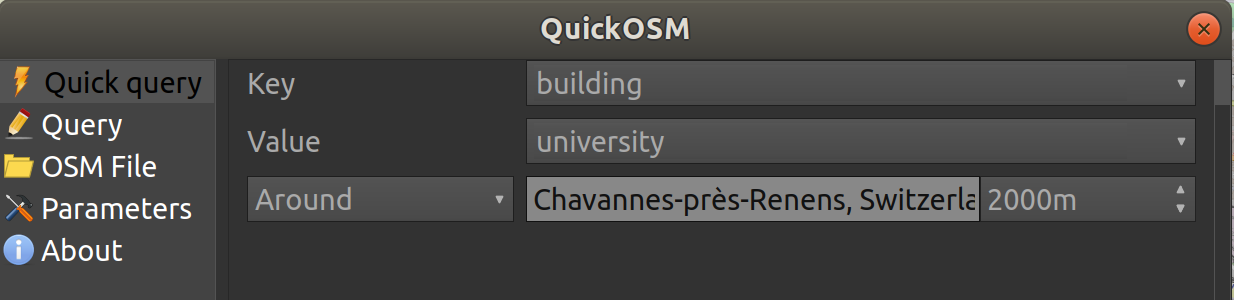 QuickOSM
Quick query
Query
OSM File
Parameters
About
Key building
Value university
Around Chavannes-près-Renens, Switzerla 2000m